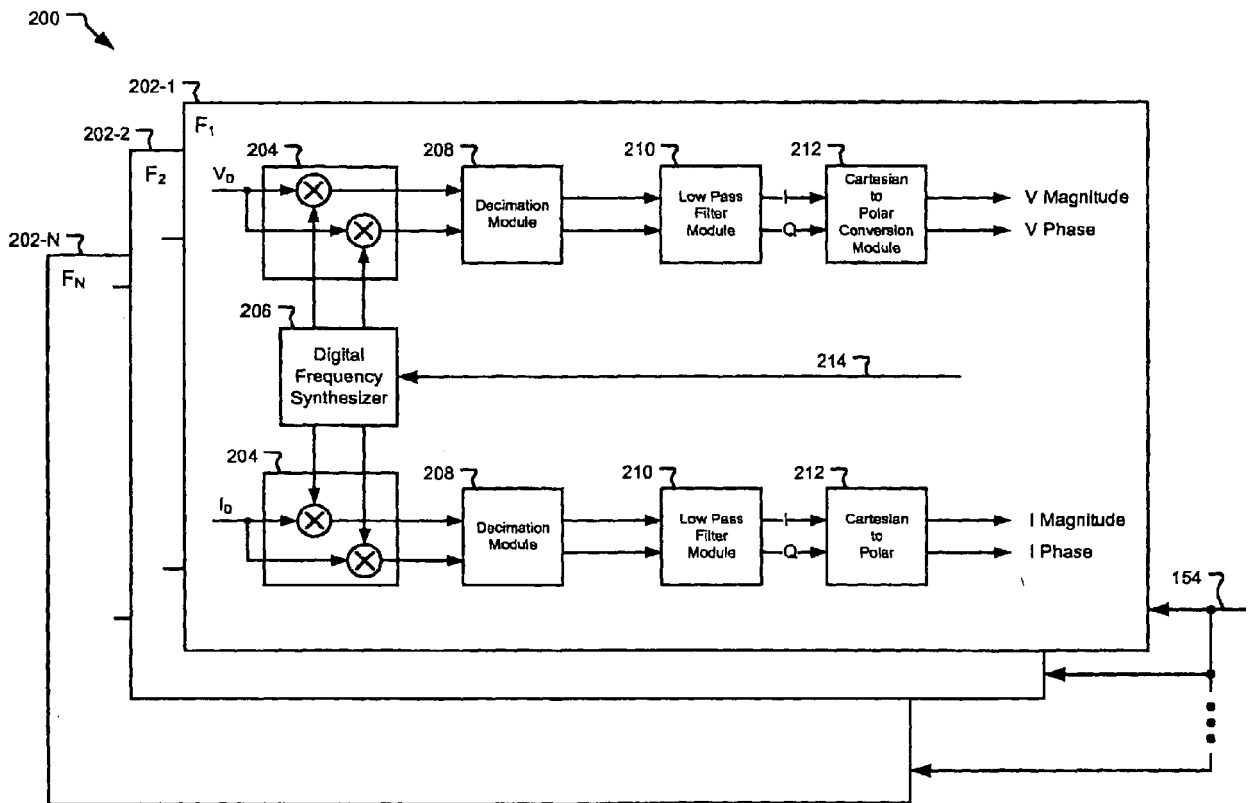 200
202-1
F1
202-2
F2
202-N
FN
VD
204
208
Decimation
Module
210
Low Pass
Filter
Module
I
Q
212
Cartesian
to
Polar
Conversion
Module
V Magnitude
V Phase
206
Digital
Frequency
Synthesizer
214
ID
204
208
Decimation
Module
210
Low Pass
Filter
Module
I
Q
212
Cartesian
to
Polar
I Magnitude
I Phase
154